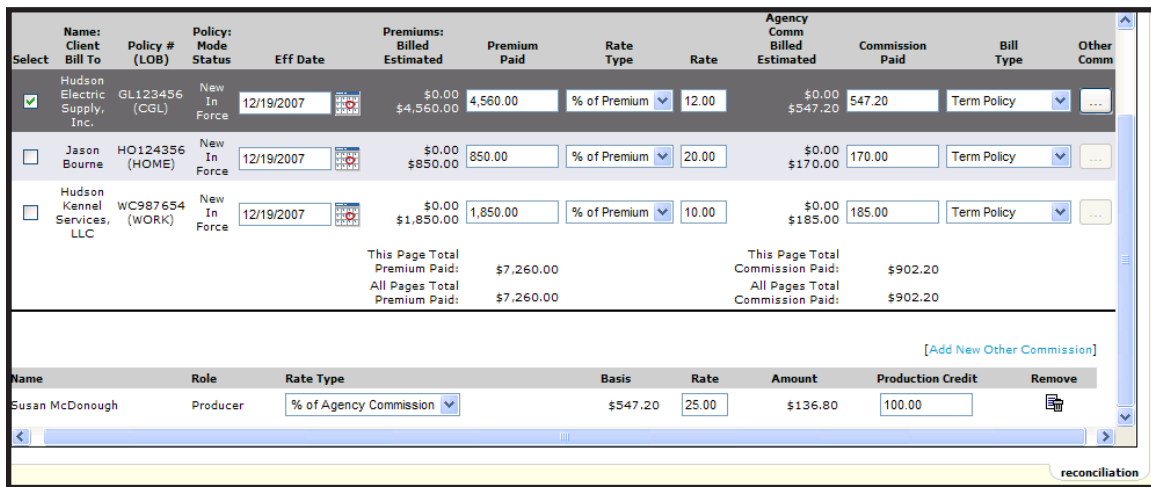 Select Name: Client Bill To Policy # (LOB) Policy: Mode Status Eff Date Premiums: Billed Estimated Premium Paid Rate Type Rate Agency Comm Billed Estimated Commission Paid Bill Type Other Comm
Hudson Electric Supply, Inc. GL123456 (CGL) New In Force 12/19/2007 $0.00 $4,560.00 4,560.00 % of Premium 12.00 $0.00 $547.20 547.20 Term Policy ...
Jason Bourne HO124356 (HOME) New In Force 12/19/2007 $0.00 $850.00 850.00 % of Premium 20.00 $0.00 $170.00 170.00 Term Policy ...
Hudson Kennel Services, LLC WC987654 (WORK) New In Force 12/19/2007 $0.00 $1,850.00 1,850.00 % of Premium 10.00 $0.00 $185.00 185.00 Term Policy ...
This Page Total Premium Paid: $7,260.00 This Page Total Commission Paid: $902.20
All Pages Total Premium Paid: $7,260.00 All Pages Total Commission Paid: $902.20
[Add New Other Commission]
Name Role Rate Type Basis Rate Amount Production Credit Remove
Susan McDonough Producer % of Agency Commission $547.20 25.00 $136.80 100.00
reconciliation